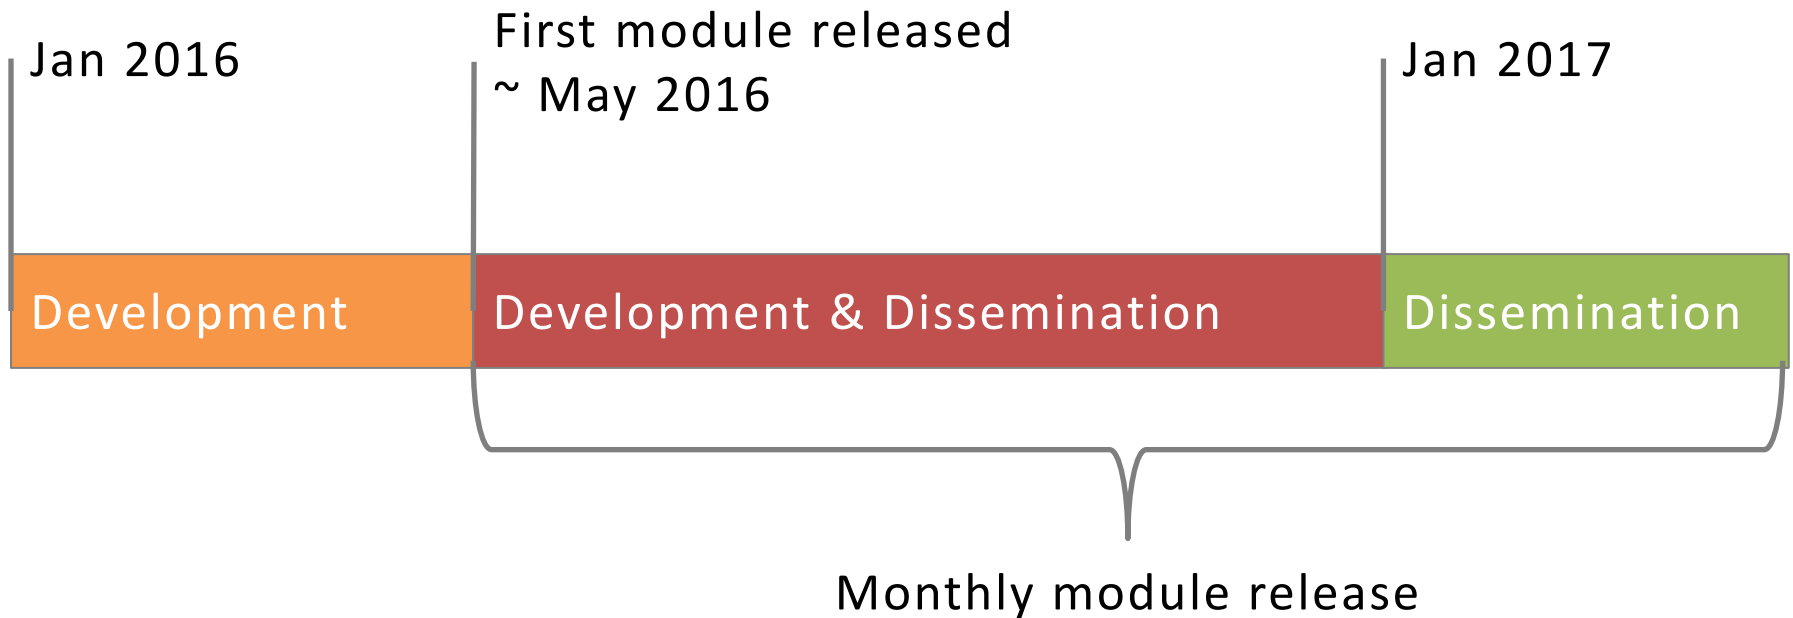 Jan 2016
First module released
~ May 2016
Jan 2017
Development
Development & Dissemination
Dissemination
Monthly module release